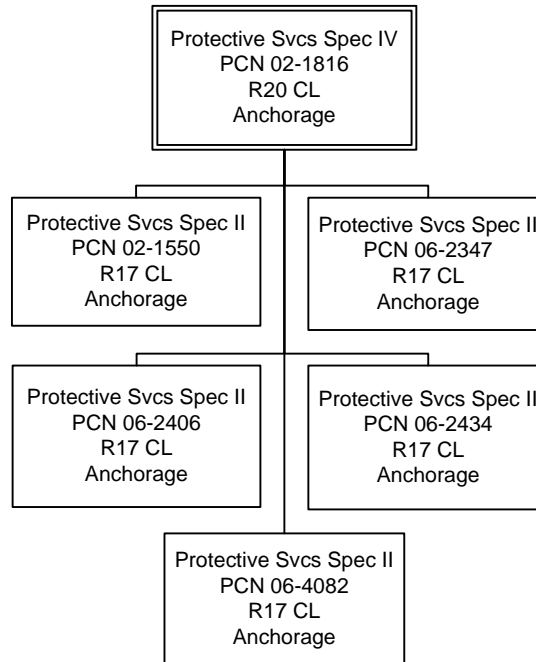 Protective Svcs Spec IV
PCN 02-1816
R20 CL
Anchorage
Protective Svcs Spec II
PCN 02-1550
R17 CL
Anchorage
Protective Svcs Spec II
PCN 06-2347
R17 CL
Anchorage
Protective Svcs Spec II
PCN 06-2406
R17 CL
Anchorage
Protective Svcs Spec II
PCN 06-2434
R17 CL
Anchorage
Protective Svcs Spec II
PCN 06-4082
R17 CL
Anchorage